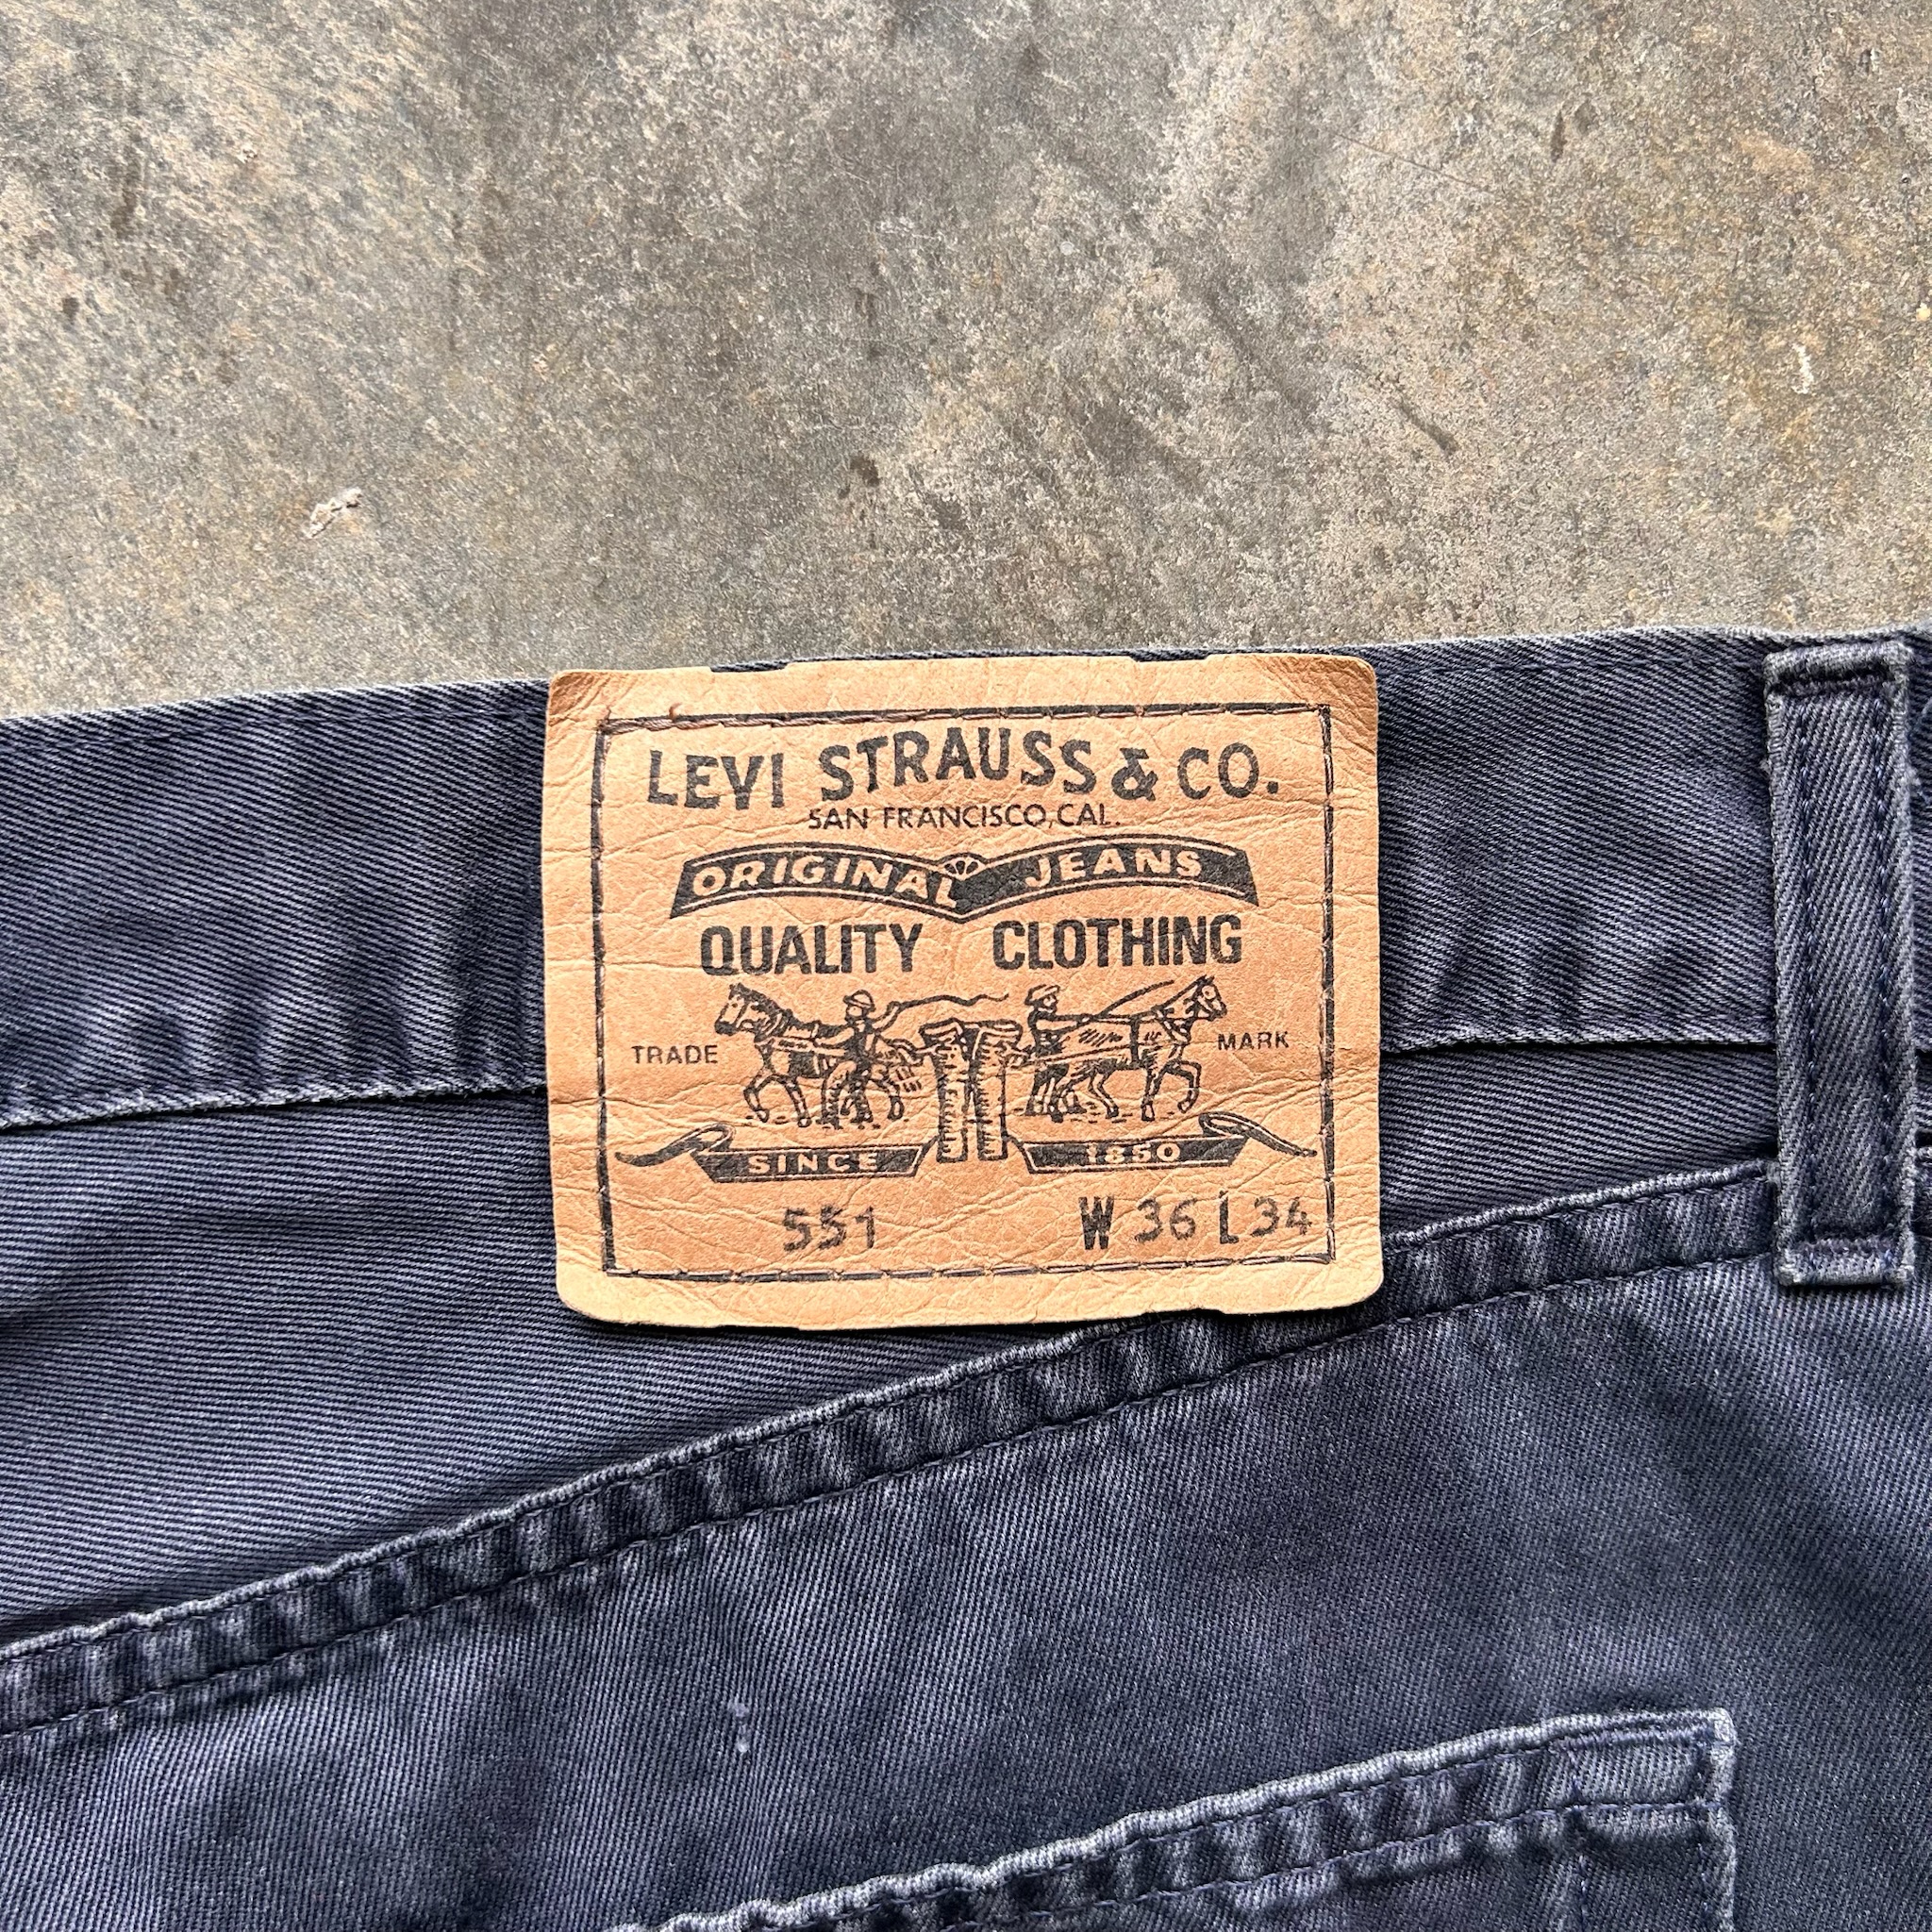 LEVI STRAUSS & CO.
SAN FRANCISCO, CAL.
ORIGINAL JEANS
QUALITY CLOTHING
TRADE MARK
SINCE 1850
551 W 36 L 34